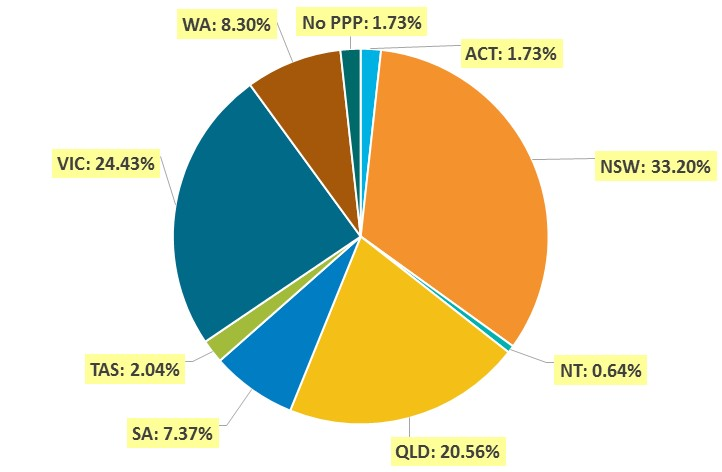 No PPP: 1.73%
WA: 8.30%
ACT: 1.73%
VIC: 24.43%
NSW: 33.20%
TAS: 2.04%
NT: 0.64%
SA: 7.37%
QLD: 20.56%